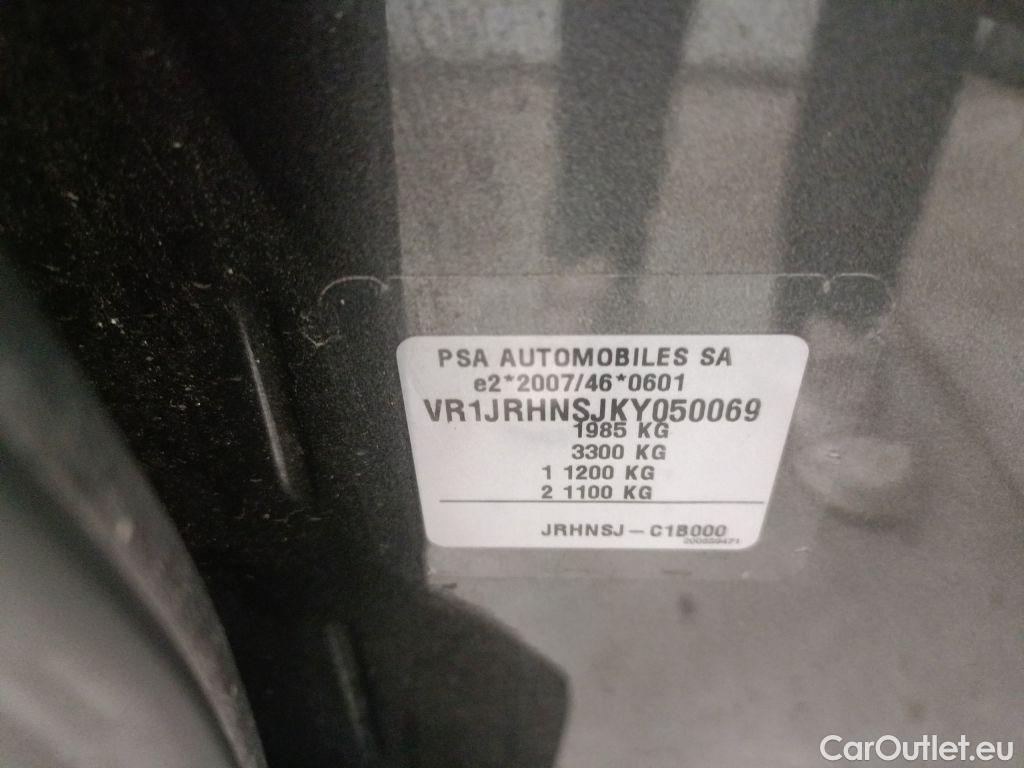 PSA AUTOMOBILES SA
e2*2007/46*0601
VR1JRHNSJKY050069
1985 KG
3300 KG
1 1200 KG
2 1100 KG
JRHNSJ-C1B000
CarOutlet.eu